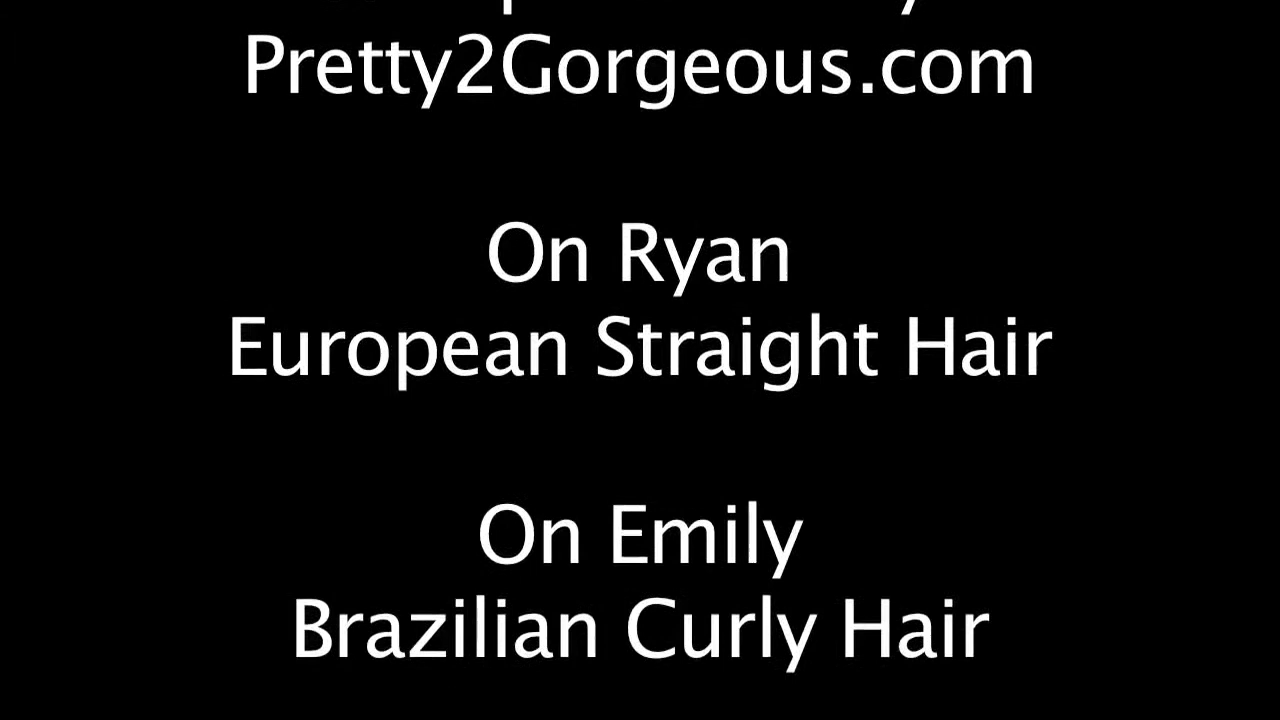 Pretty2Gorgeous.com
On Ryan
European Straight Hair
On Emily
Brazilian Curly Hair